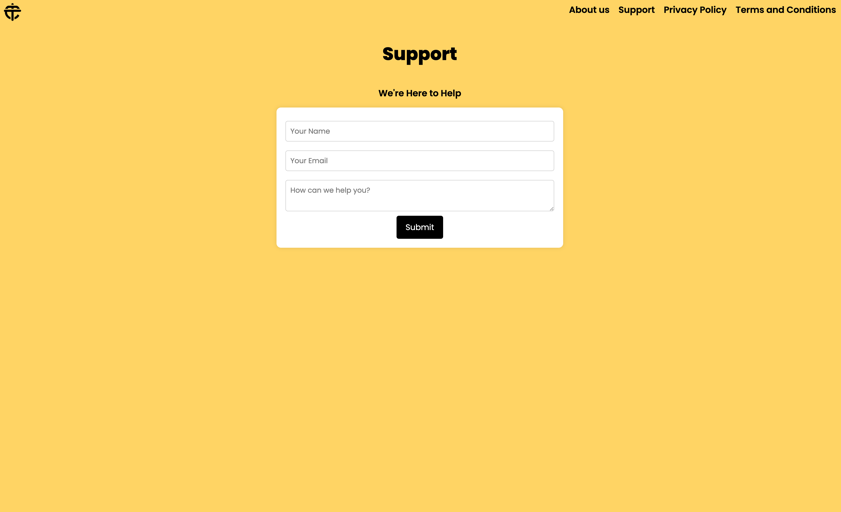 About us Support Privacy Policy Terms and Conditions
Support
We're Here to Help
Your Name
Your Email
How can we help you?
Submit